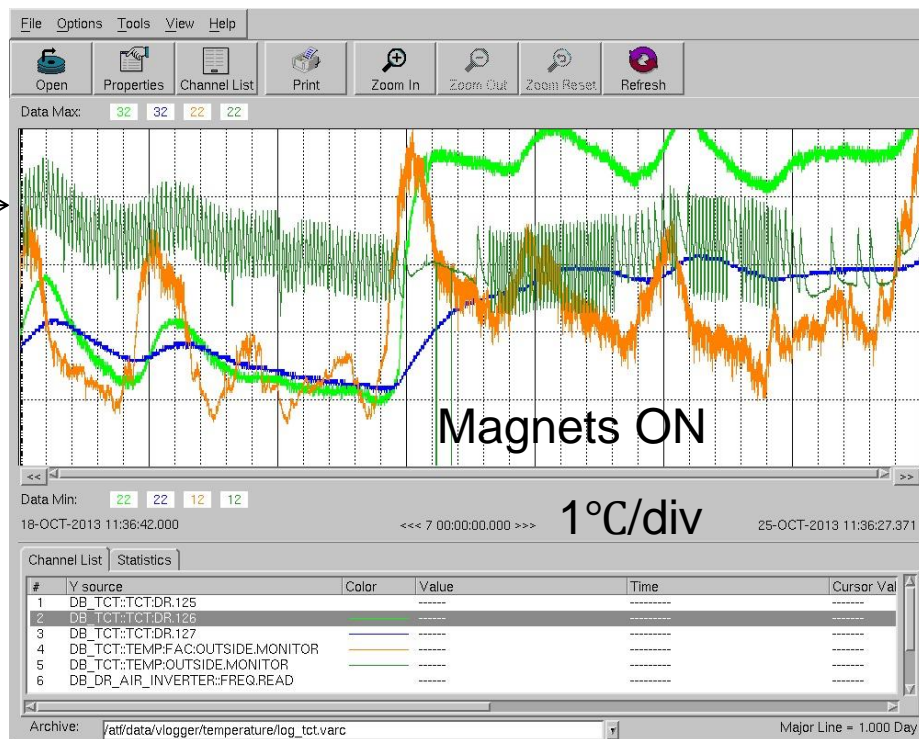 File Options Tools View Help
Open Properties Channel List Print Zoom In Zoom Out Zoom Reset Refresh
Data Max: 32 32 22 22
Magnets ON
<< >>
Data Min: 22 22 12 12
1℃/div
18-OCT-2013 11:36:42.000 <<< 7 00:00:00.000 >>> 25-OCT-2013 11:36:27.371
Channel List Statistics
# Y source Color Value Time Cursor Val
1 DB_TCT::TCT:DR.125 ------ ---------
2 DB_TCT::TCT:DR.126 ------ --------- -------
3 DB_TCT::TCT:DR.127 ------ --------- -------
4 DB_TCT::TEMP:FAC:OUTSIDE.MONITOR ------ --------- -------
5 DB_TCT::TEMP:OUTSIDE.MONITOR ------ --------- -------
6 DB_DR_AIR_INVERTER::FREQ.READ ------ --------- -------
Archive: /atf/data/vlogger/temperature/log_tct.varc Major Line = 1.000 Day